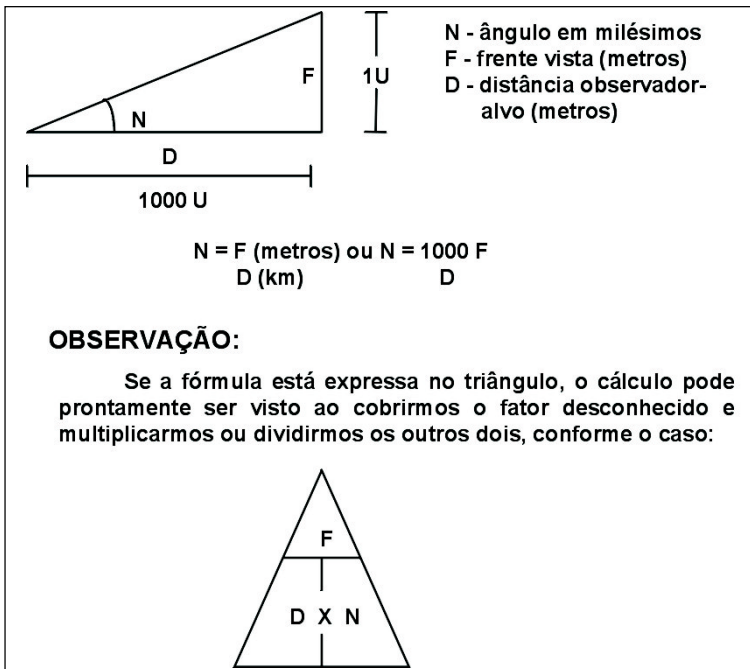 N - ângulo em milésimos
F - frente vista (metros)
D - distância observador-
alvo (metros)
F
1U
N
D
1000 U
N = F (metros) ou N = 1000 F
D (km) D
OBSERVAÇÃO:
Se a fórmula está expressa no triângulo, o cálculo pode
prontamente ser visto ao cobrirmos o fator desconhecido e
multiplicarmos ou dividirmos os outros dois, conforme o caso:
F
D X N